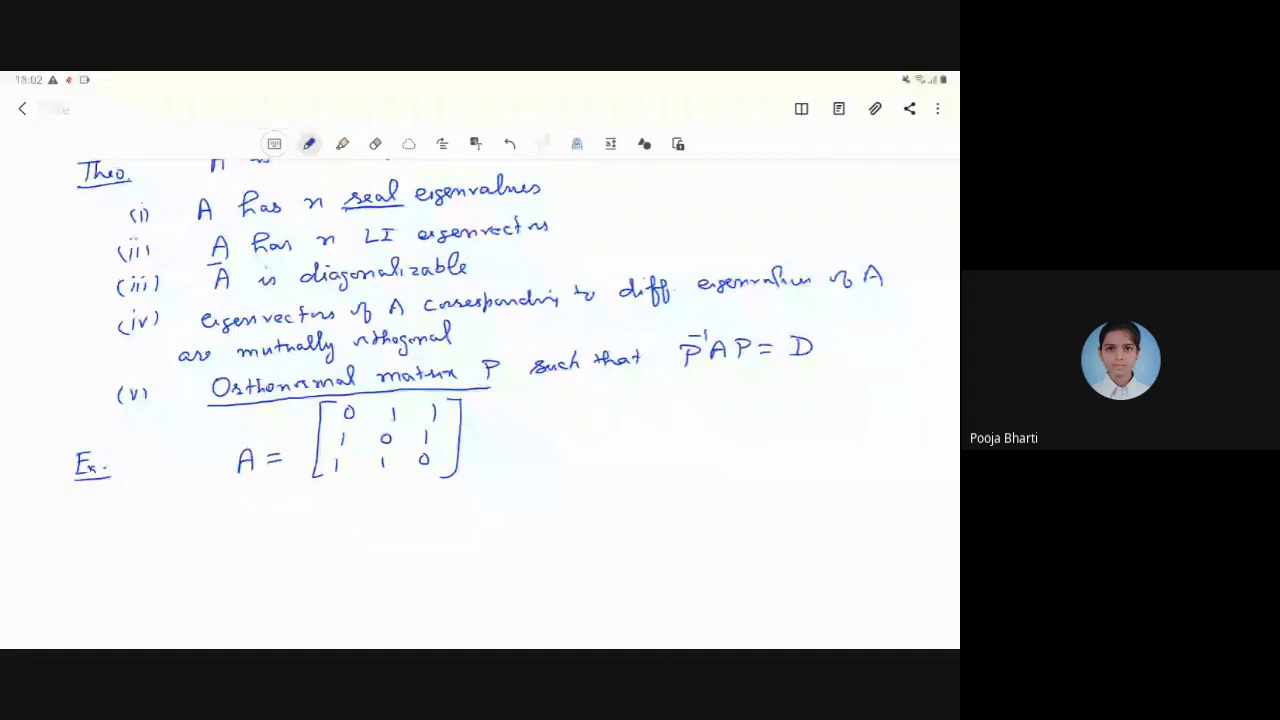 18:02
Theo.
(i) A has n real eigenvalues
(ii) A has n LI eigenvectors
(iii) A is diagonalizable
(iv) eigenvectors of A corresponding to diff. eigenvalues of A
are mutually orthogonal
(v) Orthonormal matrix P such that P⁻¹AP = D
Ex. A = [0 1 1
1 0 1
1 1 0]
Pooja Bharti